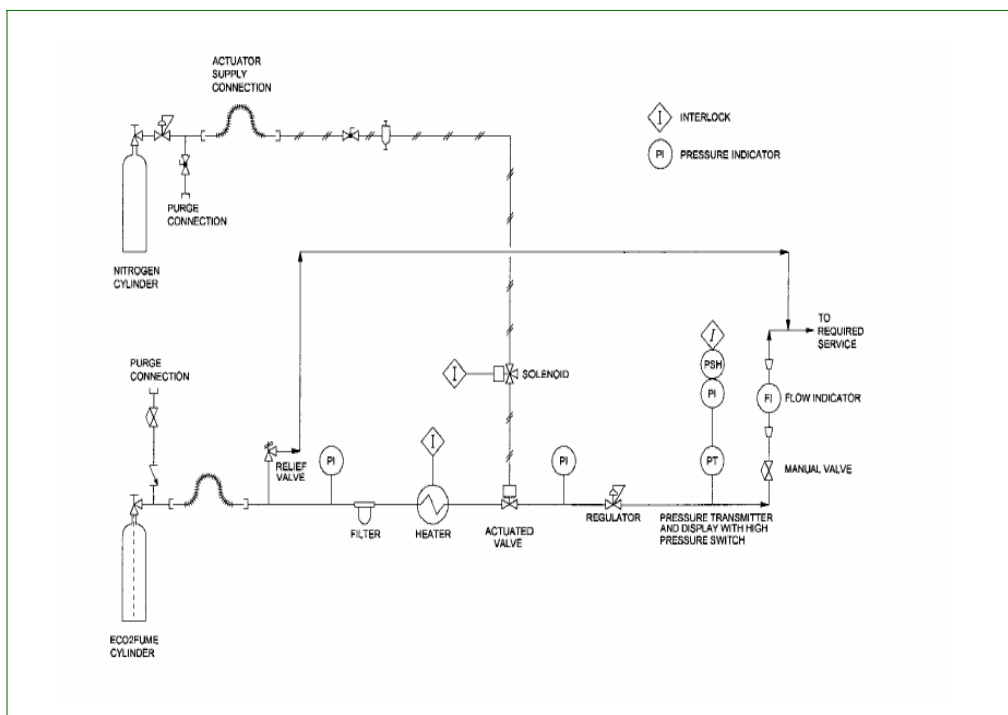 ACTUATOR
SUPPLY
CONNECTION
I
INTERLOCK
PI
PRESSURE INDICATOR
PURGE
CONNECTION
NITROGEN
CYLINDER
TO
REQUIRED
SERVICE
PURGE
CONNECTION
I
SOLENOID
I
PSH
PI
FI
FLOW INDICATOR
RELIEF
VALVE
PI
I
PI
PT
MANUAL VALVE
FILTER
HEATER
ACTUATED
VALVE
REGULATOR
PRESSURE TRANSMITTER
AND DISPLAY WITH HIGH
PRESSURE SWITCH
ECO2FUME
CYLINDER